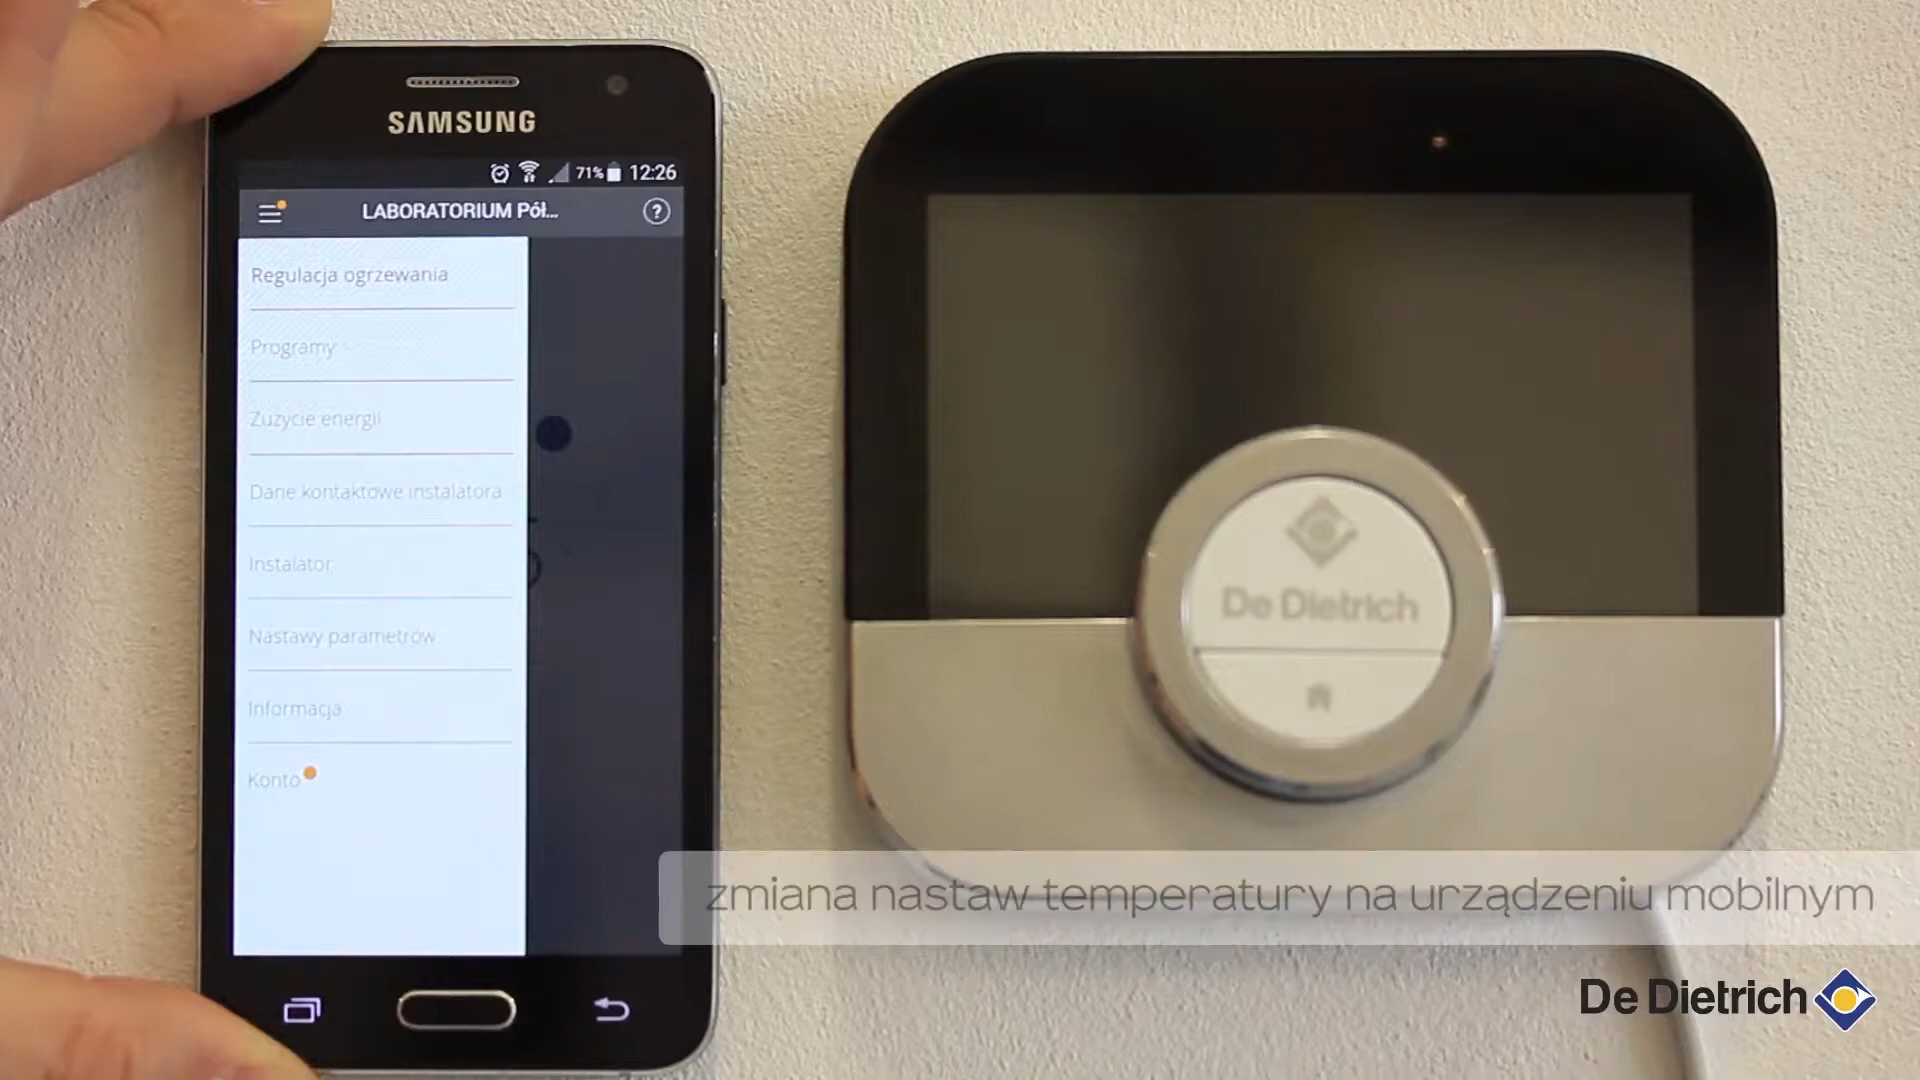 SAMSUNG
71% 12:26
LABORATORIUM Pół...
?
Regulacja ogrzewania
Programy
Zużycie energii
Dane kontaktowe instalatora
Instalator
Nastawy parametrów
Informacja
Konto
De Dietrich
zmiana nastaw temperatury na urządzeniu mobilnym
De Dietrich